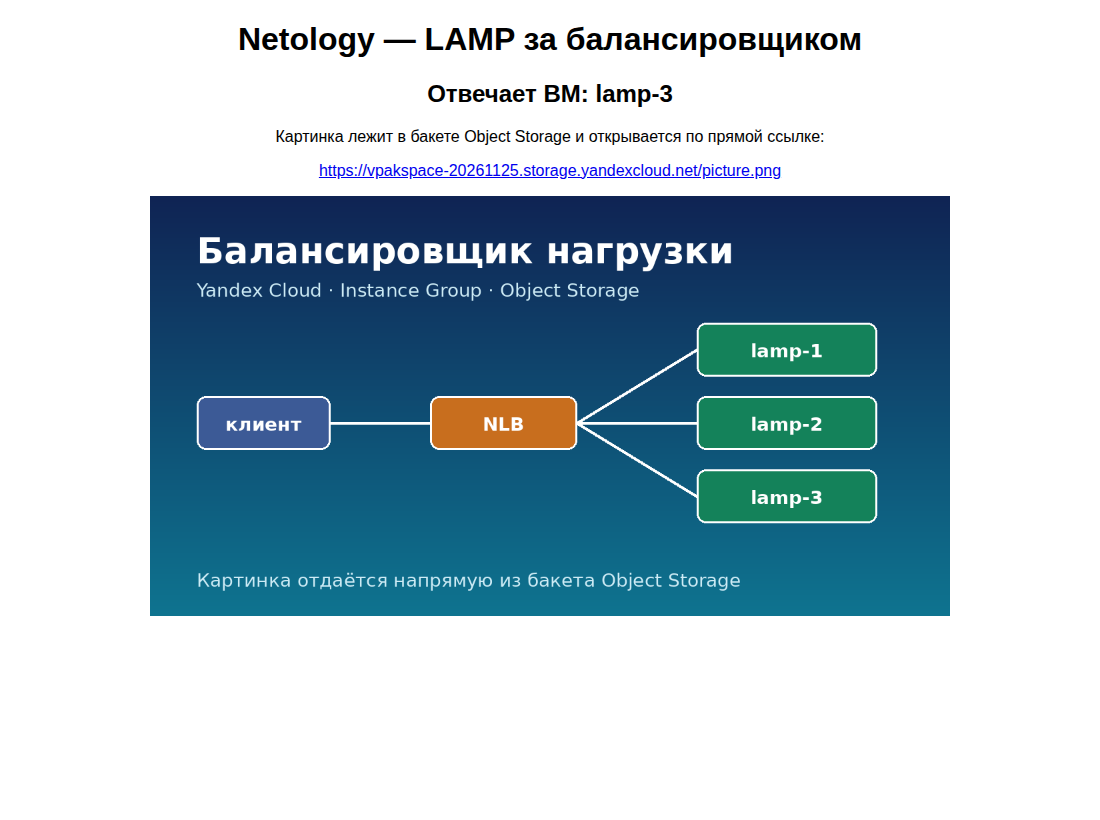 Netology — LAMP за балансировщиком
Отвечает ВМ: lamp-3
Картинка лежит в бакете Object Storage и открывается по прямой ссылке:
https://vpakspace-20261125.storage.yandexcloud.net/picture.png
Балансировщик нагрузки
Yandex Cloud · Instance Group · Object Storage
lamp-1
клиент
NLB
lamp-2
lamp-3
Картинка отдаётся напрямую из бакета Object Storage